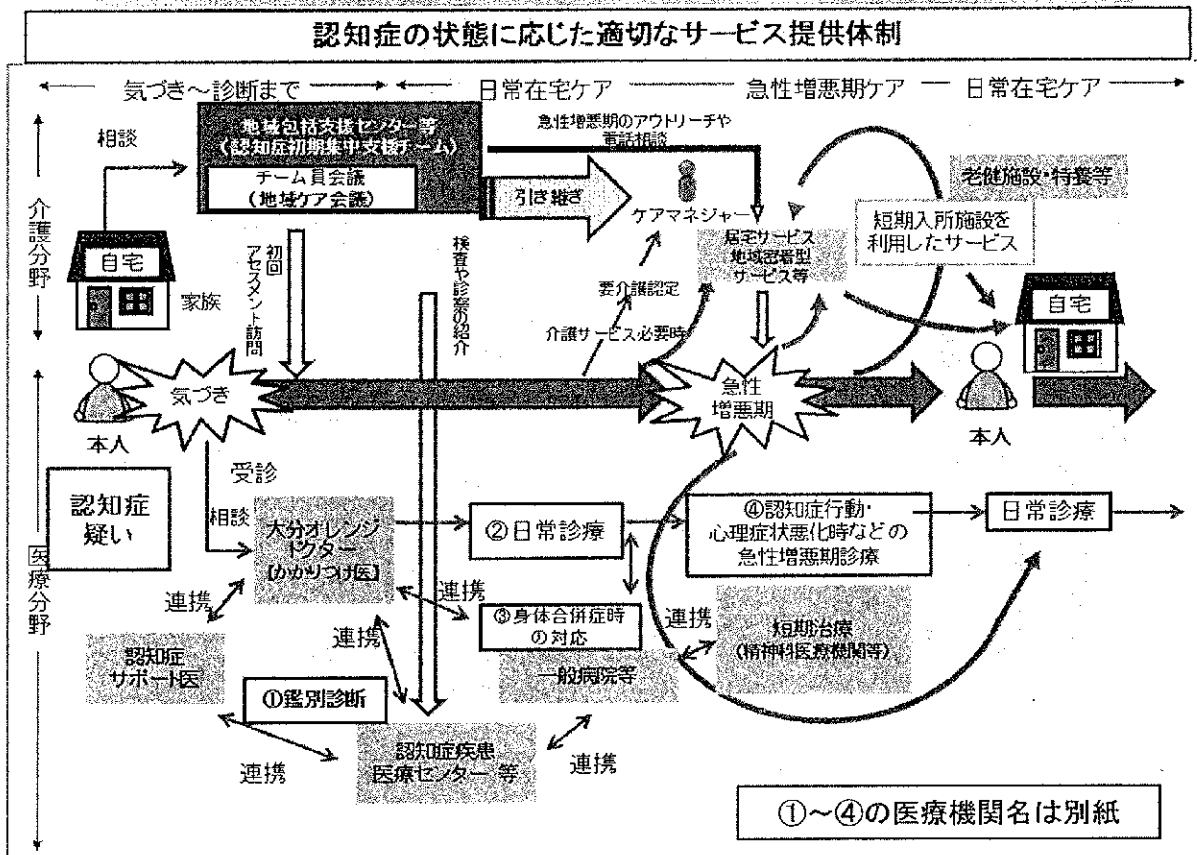 認知症の状態に応じた適切なサービス提供体制
気づき～診断まで
日常在宅ケア
急性増悪期ケア
日常在宅ケア
介護分野
相談
地域包括支援センター等
(認知症初期集中支援チーム)
チーム員会議
(地域ケア会議)
急性増悪期のアウトリーチや
電話相談
引き継ぎ
ケアマネジャー
居宅サービス
地域密着型
サービス等
老健施設・特養等
短期入所施設を
利用したサービス
自宅
家族
初回
アセスメント訪問
検査や診察の紹介
要介護認定
介護サービス必要時
自宅
本人
気づき
急性
増悪期
本人
医療分野
認知症
疑い
受診
相談
大分オレンジ
ドクター
【かかりつけ医】
②日常診療
④認知症行動・
心理症状悪化時などの
急性増悪期診療
日常診療
連携
連携
連携
③身体合併症時
の対応
一般病院等
連携
短期治療
(精神科医療機関等)
認知症
サポート医
①鑑別診断
連携
認知症疾患
医療センター 等
連携
①～④の医療機関名は別紙